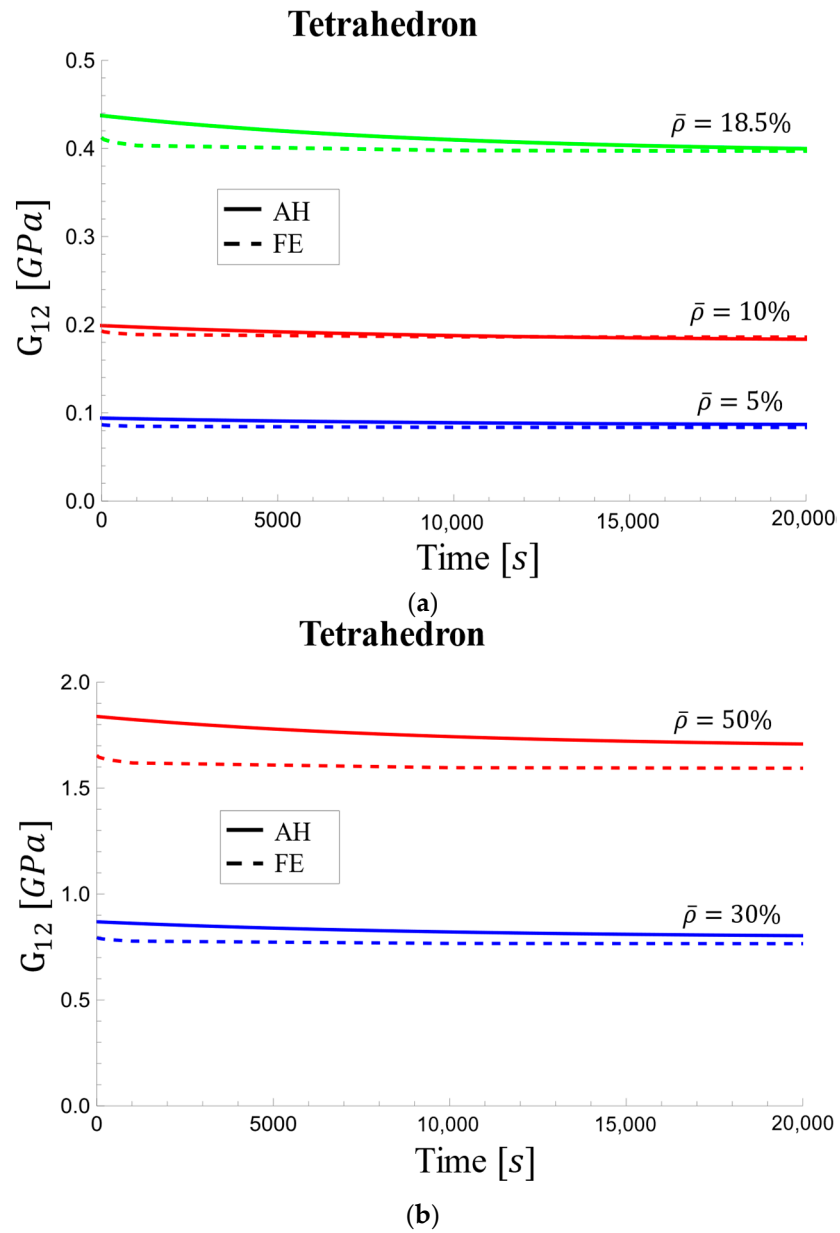 Tetrahedron
0.5
ρ̄ = 18.5%
0.4
AH
FE
0.3
G₁₂ [GPa]
ρ̄ = 10%
0.2
ρ̄ = 5%
0.1
0.0
0 5000 10,000 15,000 20,000
Time [s]
(a)
Tetrahedron
2.0
ρ̄ = 50%
1.5
AH
FE
G₁₂ [GPa]
1.0
ρ̄ = 30%
0.5
0.0
0 5000 10,000 15,000 20,000
Time [s]
(b)